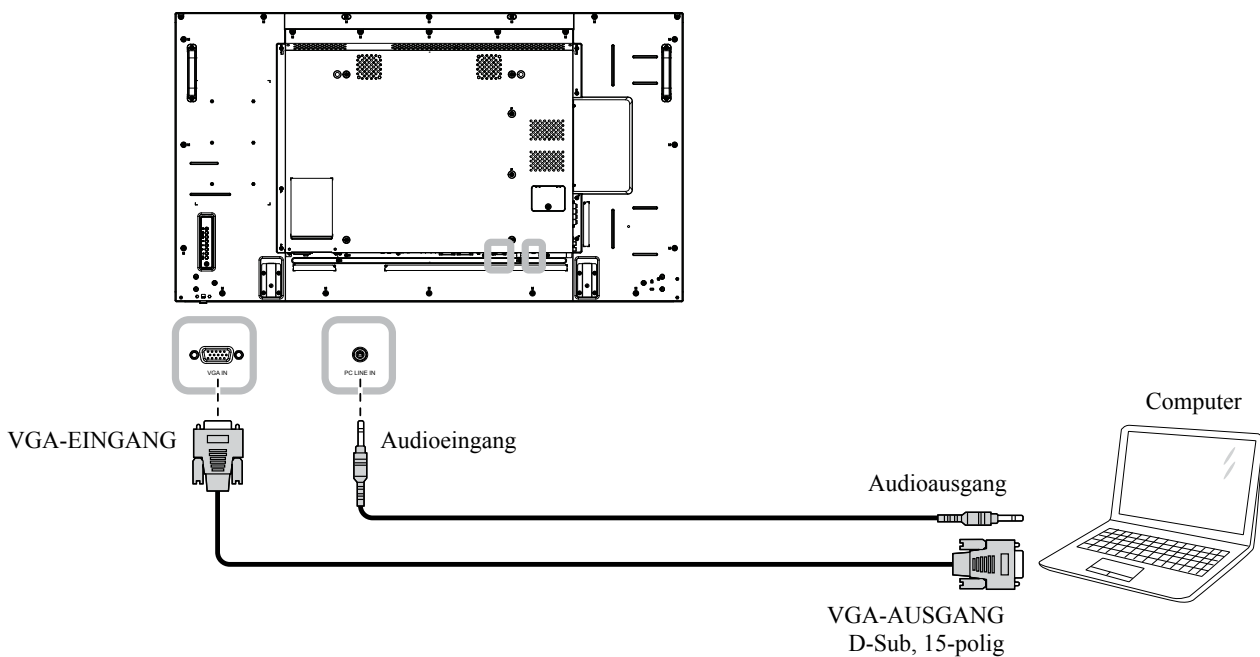 VGA IN
PC LINE IN
Computer
VGA-EINGANG
Audioeingang
Audioausgang
VGA-AUSGANG
D-Sub, 15-polig